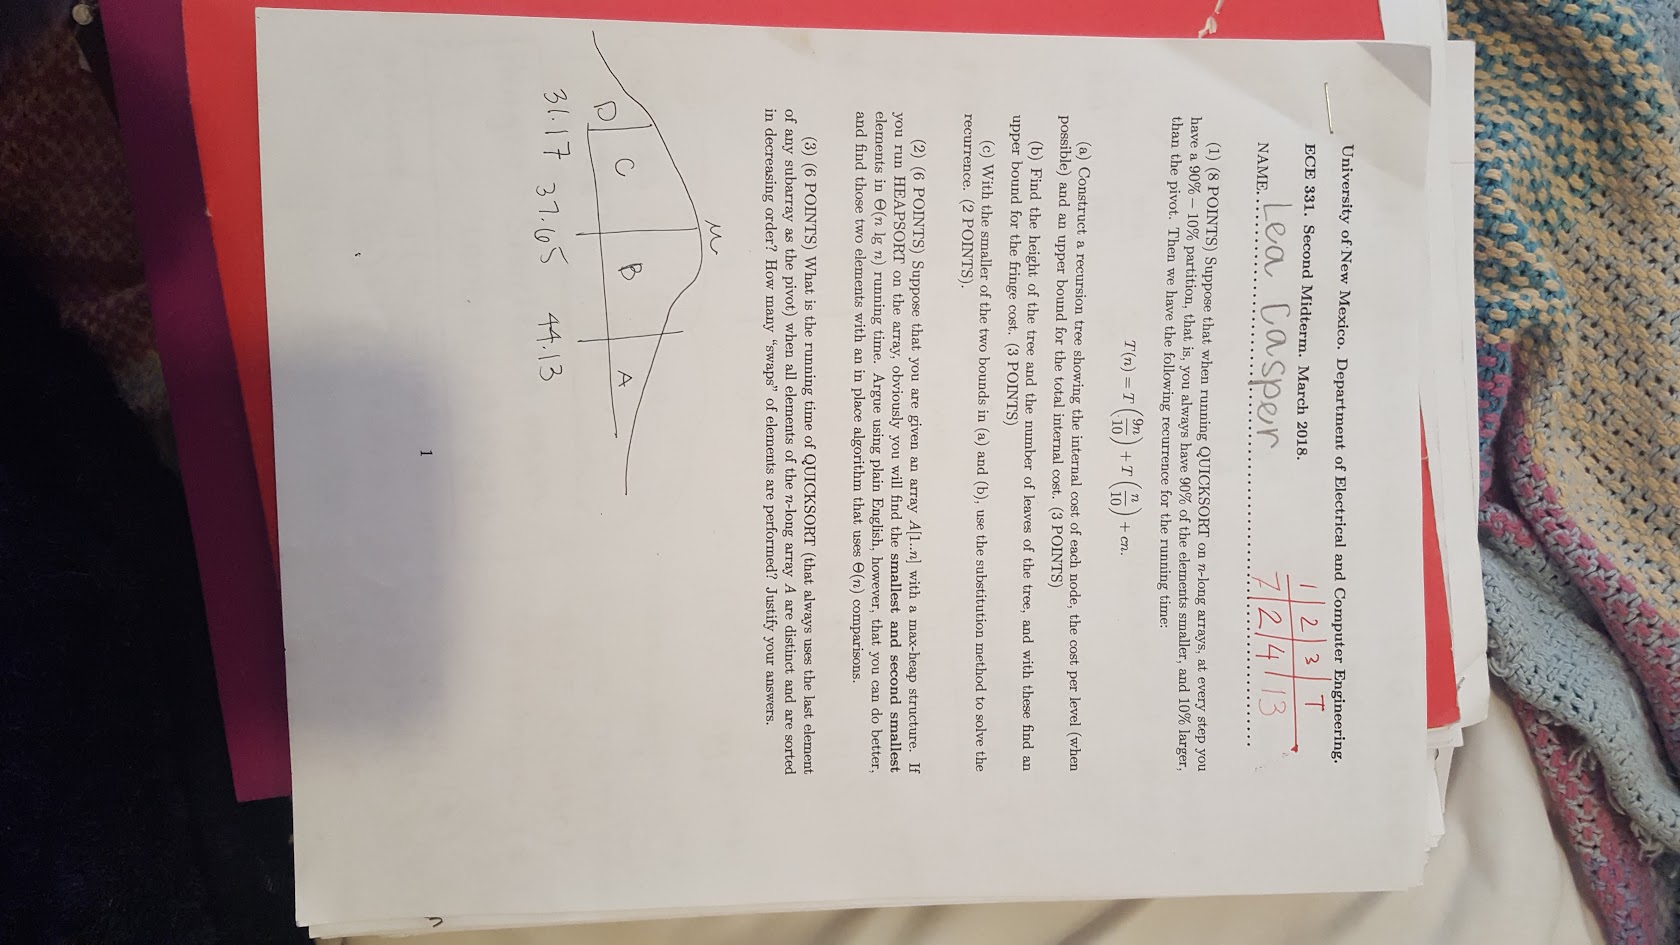 University of New Mexico. Department of Electrical and Computer Engineering.
ECE 331. Second Midterm. March 2018.
NAME. Lea Casper
1 2 3 T
7 2 4 13
(1) (8 POINTS) Suppose that when running QUICKSORT on n-long arrays, at every step you
have a 90% – 10% partition, that is, you always have 90% of the elements smaller, and 10% larger,
than the pivot. Then we have the following recurrence for the running time:
T(n) = T(9n/10) + T(n/10) + cn.
(a) Construct a recursion tree showing the internal cost of each node, the cost per level (when
possible) and an upper bound for the total internal cost. (3 POINTS)
(b) Find the height of the tree and the number of leaves of the tree, and with these find an
upper bound for the fringe cost. (3 POINTS)
(c) With the smaller of the two bounds in (a) and (b), use the substitution method to solve the
recurrence. (2 POINTS).
(2) (6 POINTS) Suppose that you are given an array A[1..n] with a max-heap structure. If
you run HEAPSORT on the array, obviously you will find the smallest and second smallest
elements in Θ(n lg n) running time. Argue using plain English, however, that you can do better,
and find those two elements with an in place algorithm that uses Θ(n) comparisons.
(3) (6 POINTS) What is the running time of QUICKSORT (that always uses the last element
of any subarray as the pivot) when all elements of the n-long array A are distinct and are sorted
in decreasing order? How many "swaps" of elements are performed? Justify your answers.
μ
D C B A
31.17 37.65 44.13
1